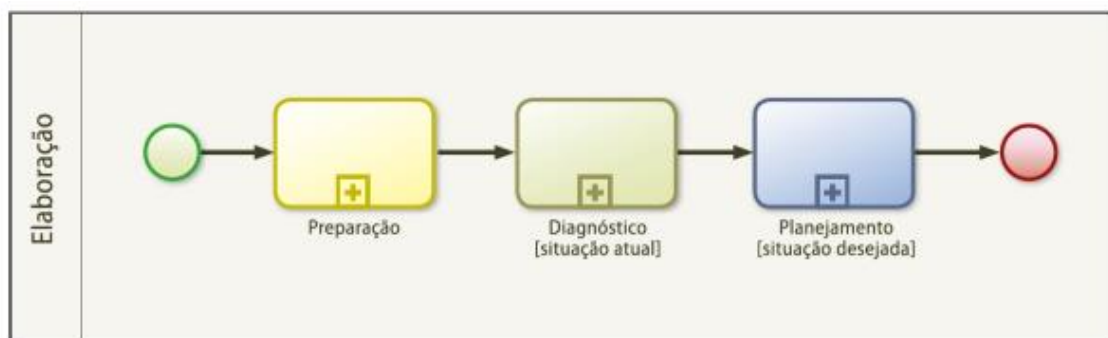 Elaboração
Preparação
Diagnóstico
[situação atual]
Planejamento
[situação desejada]